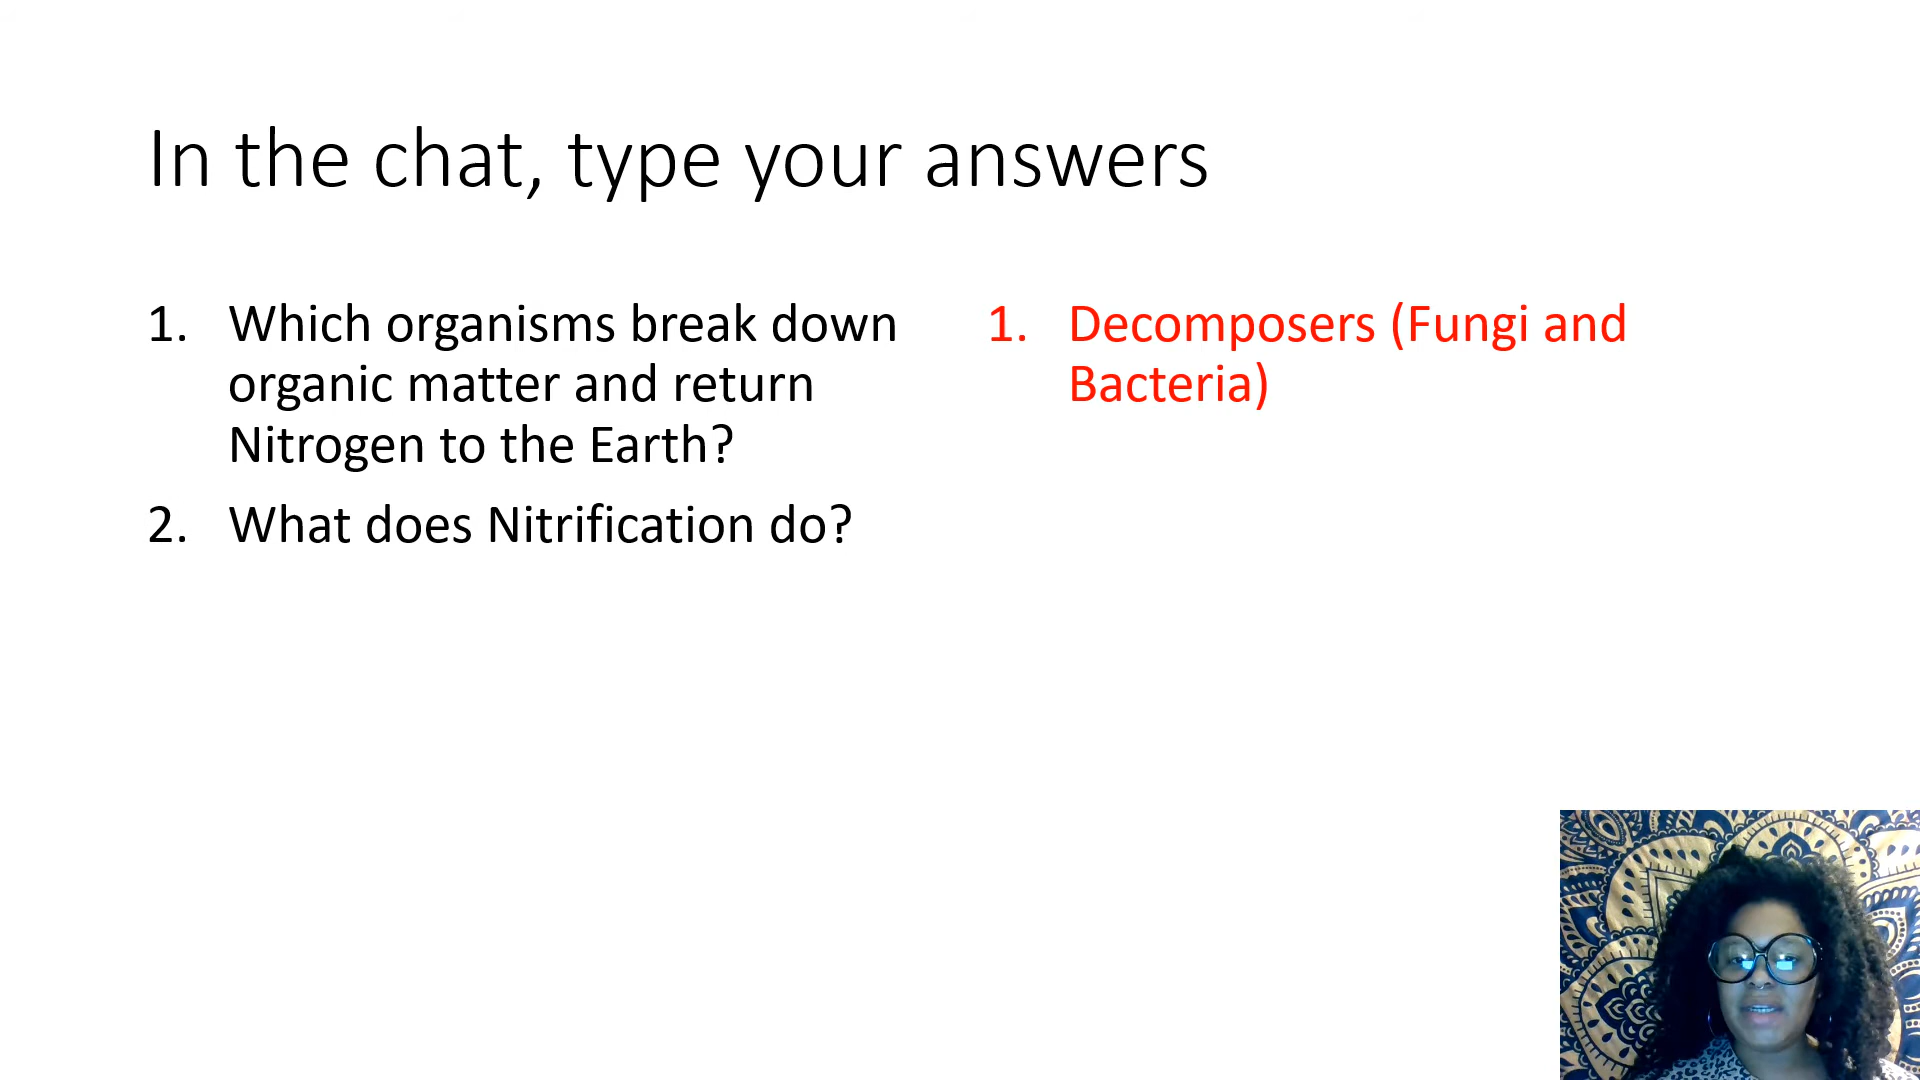 In the chat, type your answers
1. Which organisms break down
organic matter and return
Nitrogen to the Earth?
2. What does Nitrification do?
1. Decomposers (Fungi and
Bacteria)